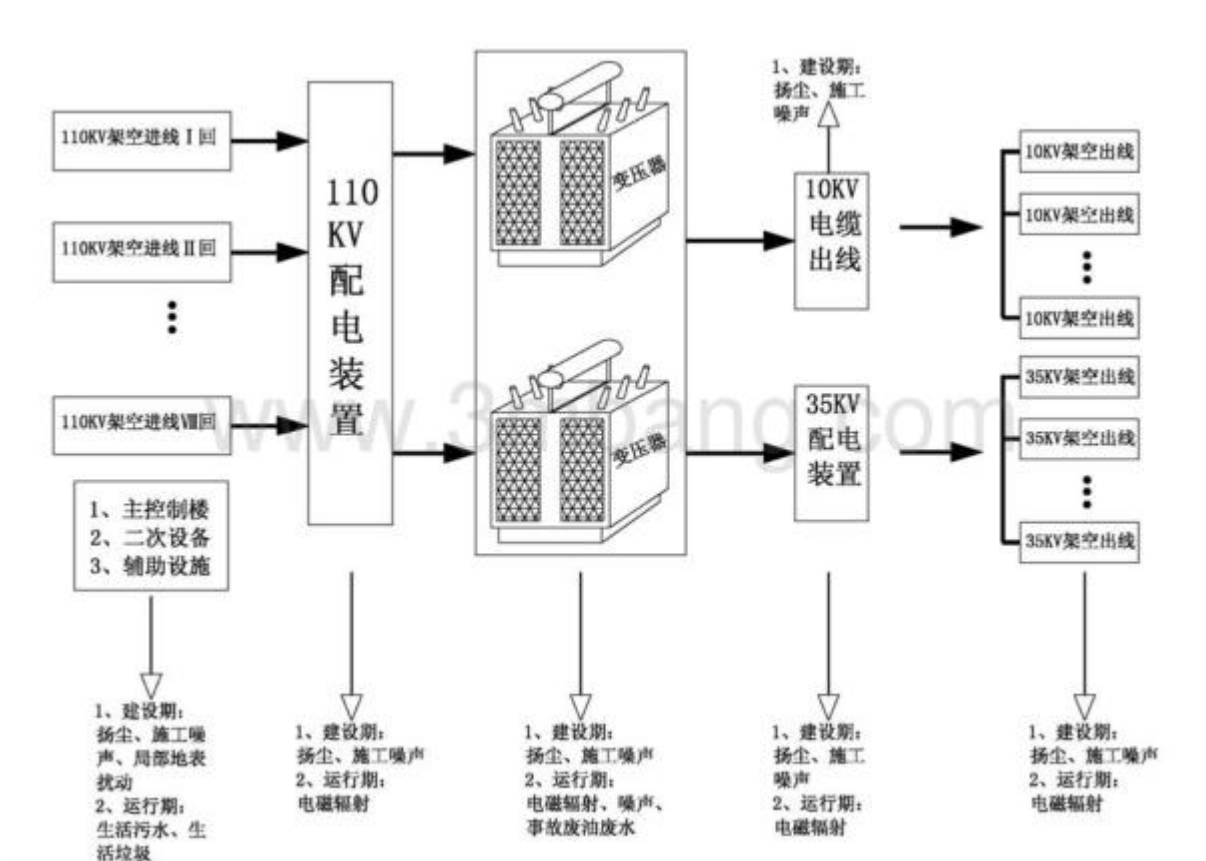 110KV架空进线Ⅰ回
110KV架空进线Ⅱ回
110KV架空进线Ⅷ回
1、主控制楼
2、二次设备
3、辅助设施
110
KV
配
电
装
置
变压器
变压器
1、建设期：
扬尘、施工
噪声
10KV
电缆
出线
35KV
配电
装置
10KV架空出线
10KV架空出线
10KV架空出线
35KV架空出线
35KV架空出线
35KV架空出线
1、建设期：
扬尘、施工噪
声、局部地表
扰动
2、运行期：
生活污水、生
活垃圾
1、建设期：
扬尘、施工噪声
2、运行期：
电磁辐射
1、建设期：
扬尘、施工噪声
2、运行期：
电磁辐射、噪声、
事故废油废水
1、建设期：
扬尘、施工
噪声
2、运行期：
电磁辐射
1、建设期：
扬尘、施工噪声
2、运行期：
电磁辐射